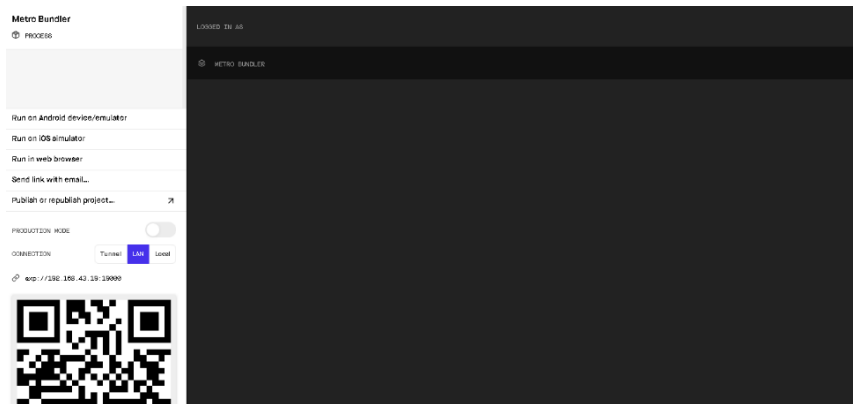 Metro Bundler
PROCESS
Run on Android device/emulator
Run on iOS simulator
Run in web browser
Send link with email...
Publish or republish project...
PRODUCTION MODE
CONNECTION Tunnel LAN Local
exp://192.168.43.19:19000
LOGGED IN AS
METRO BUNDLER